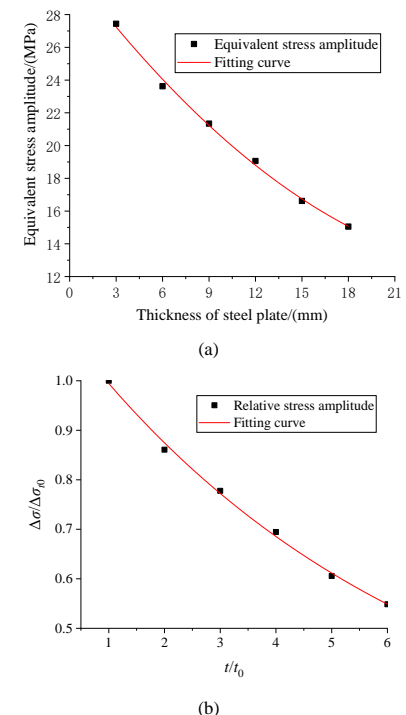 28
26
24
22
20
18
16
14
12
0 3 6 9 12 15 18 21
Equivalent stress amplitude/(MPa)
Equivalent stress amplitude
Fitting curve
Thickness of steel plate/(mm)
(a)
1.0
0.9
0.8
0.7
0.6
0.5
1 2 3 4 5 6
Δσ/Δσt0
Relative stress amplitude
Fitting curve
t/t0
(b)